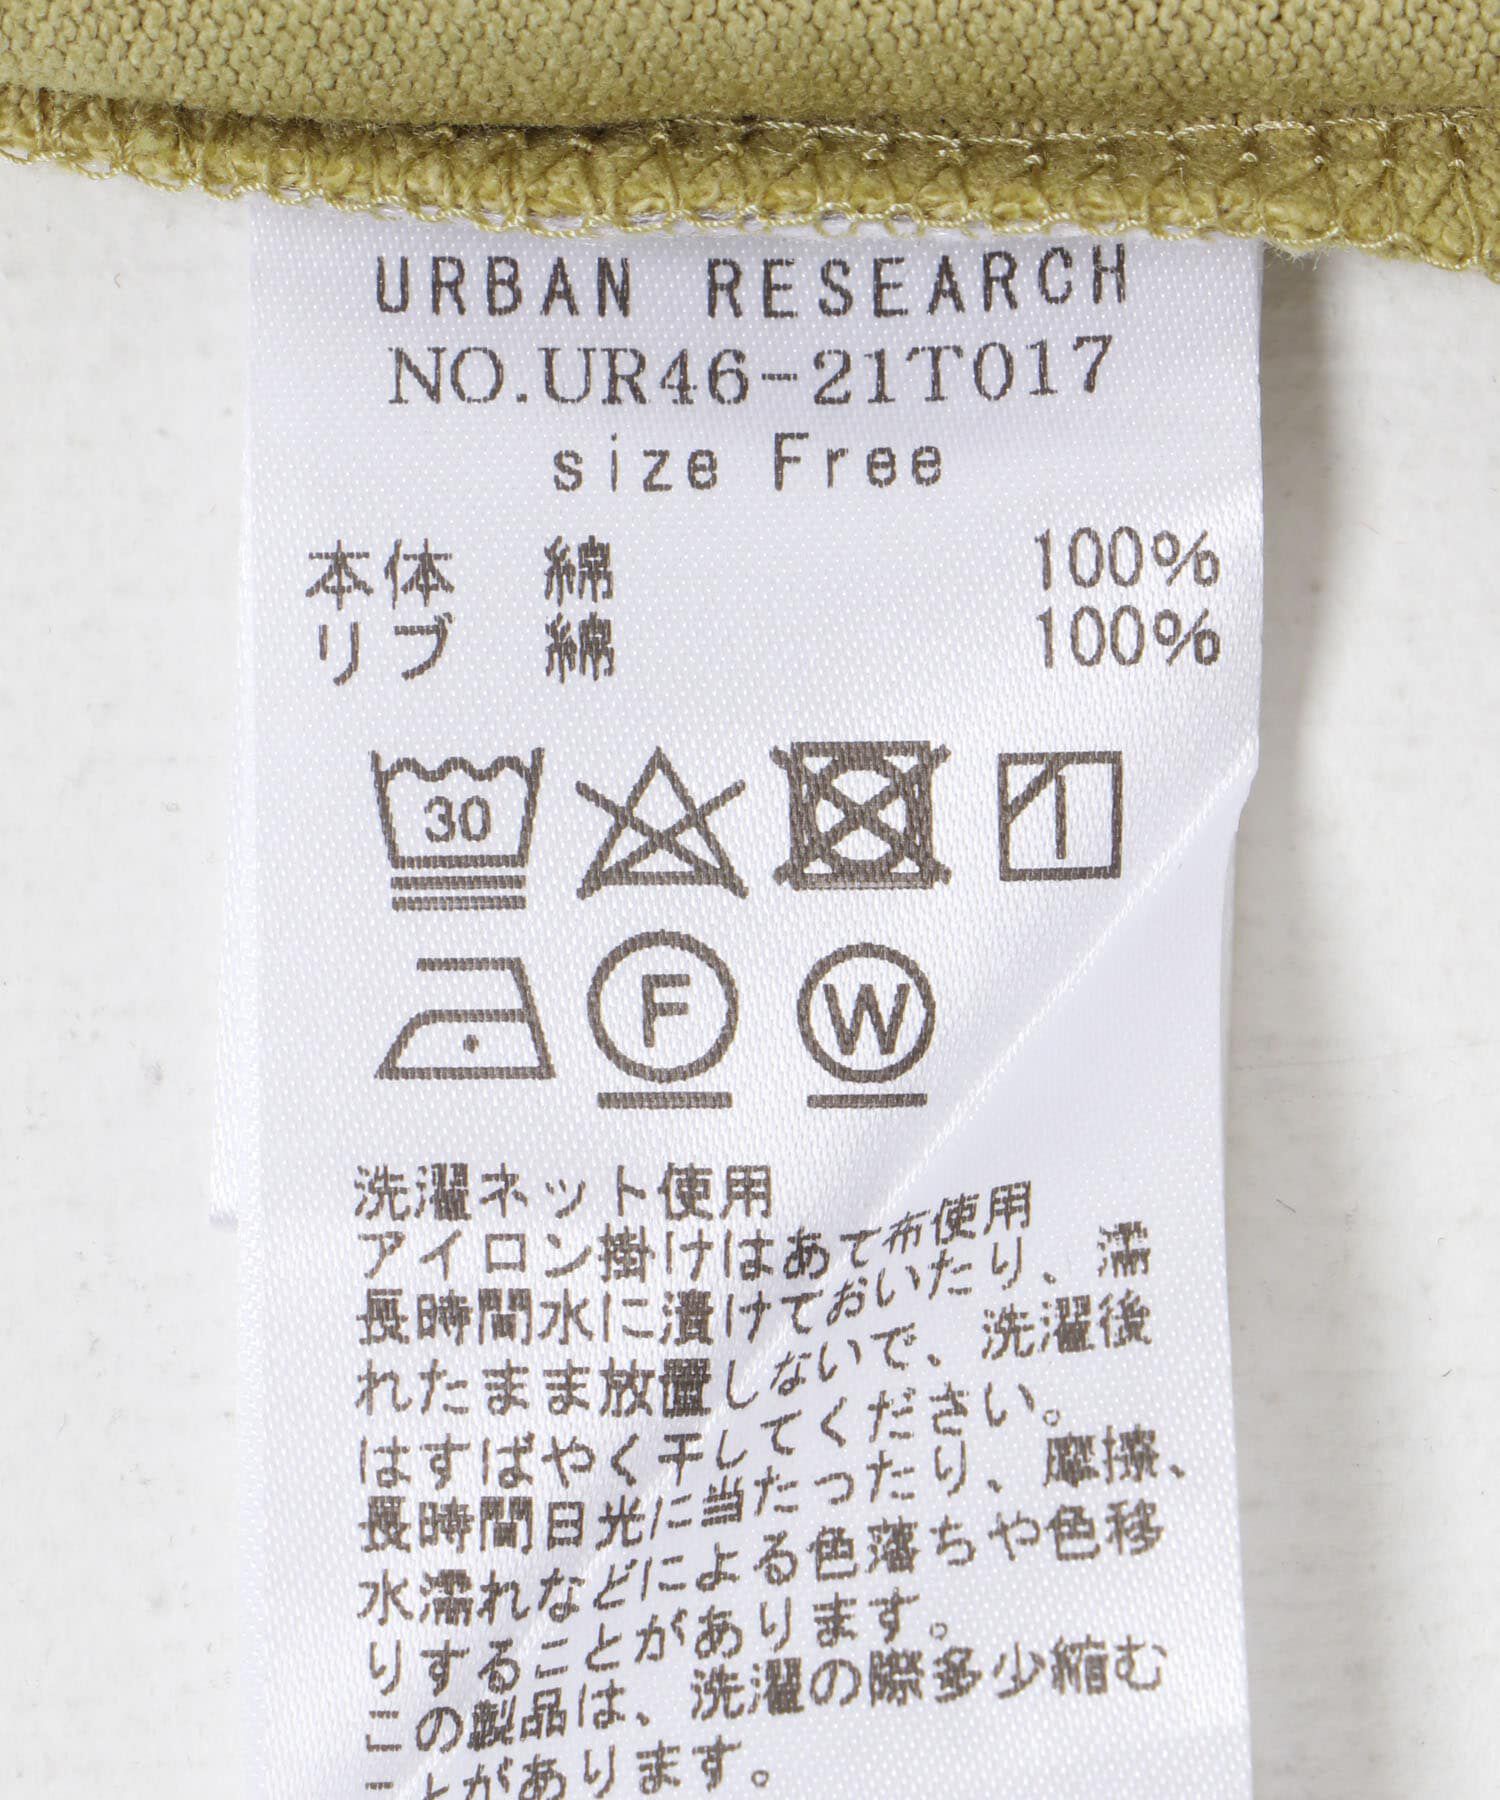 URBAN RESEARCH
NO.UR46-21T017
size Free
本体 綿 100%
リブ 綿 100%
30
F
W
洗濯ネット使用
アイロン掛けはあて布使用
長時間水に漬けておいたり、濡
れたまま放置しないで、洗濯後
はすばやく干してください。
長時間日光に当たったり、摩擦、
水濡れなどによる色落ちや色移
りすることがあります。
この製品は、洗濯の際多少縮む
ことがあります。